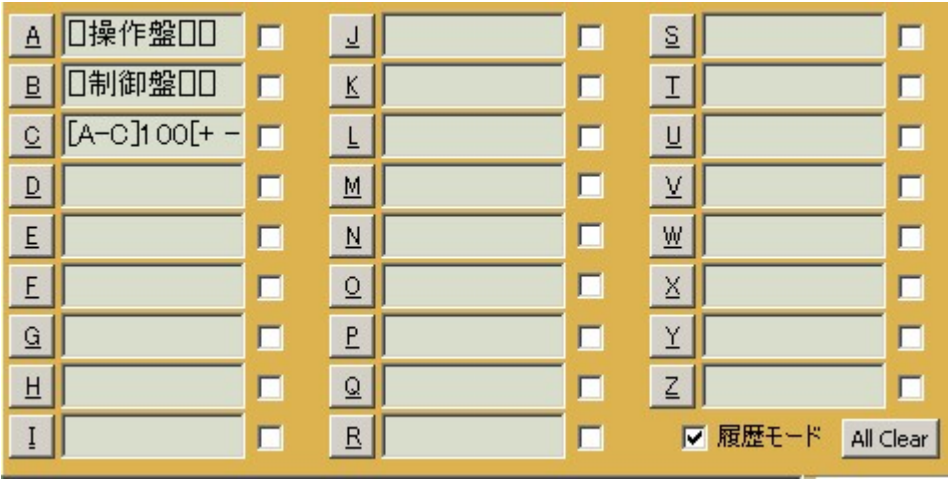 A ▯操作盤▯▯ J S
B ▯制御盤▯▯ K T
C [A-C]100[+ - L U
D M V
E N W
F O X
G P Y
H Q Z
I R 履歴モード All Clear